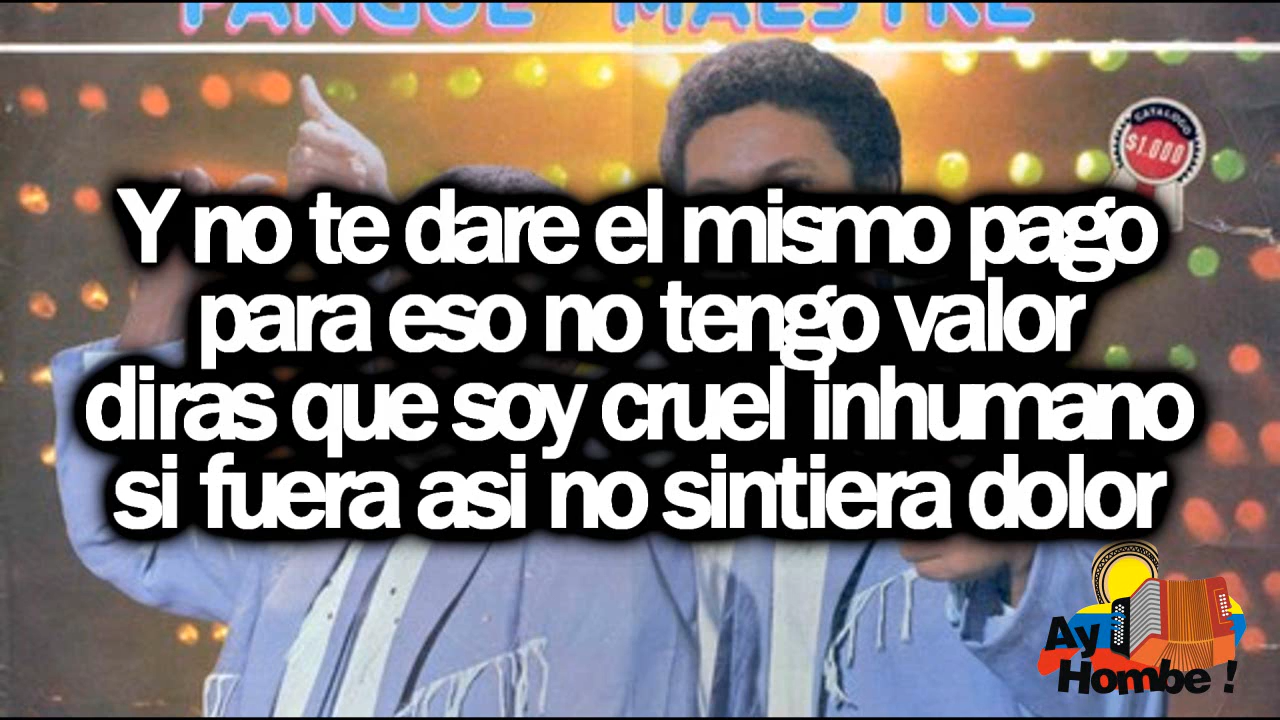 PANGUE MAESTRE
CATALOGO
$1.000
Y no te dare el mismo pago
para eso no tengo valor
diras que soy cruel inhumano
si fuera asi no sintiera dolor
Ay
Hombe !